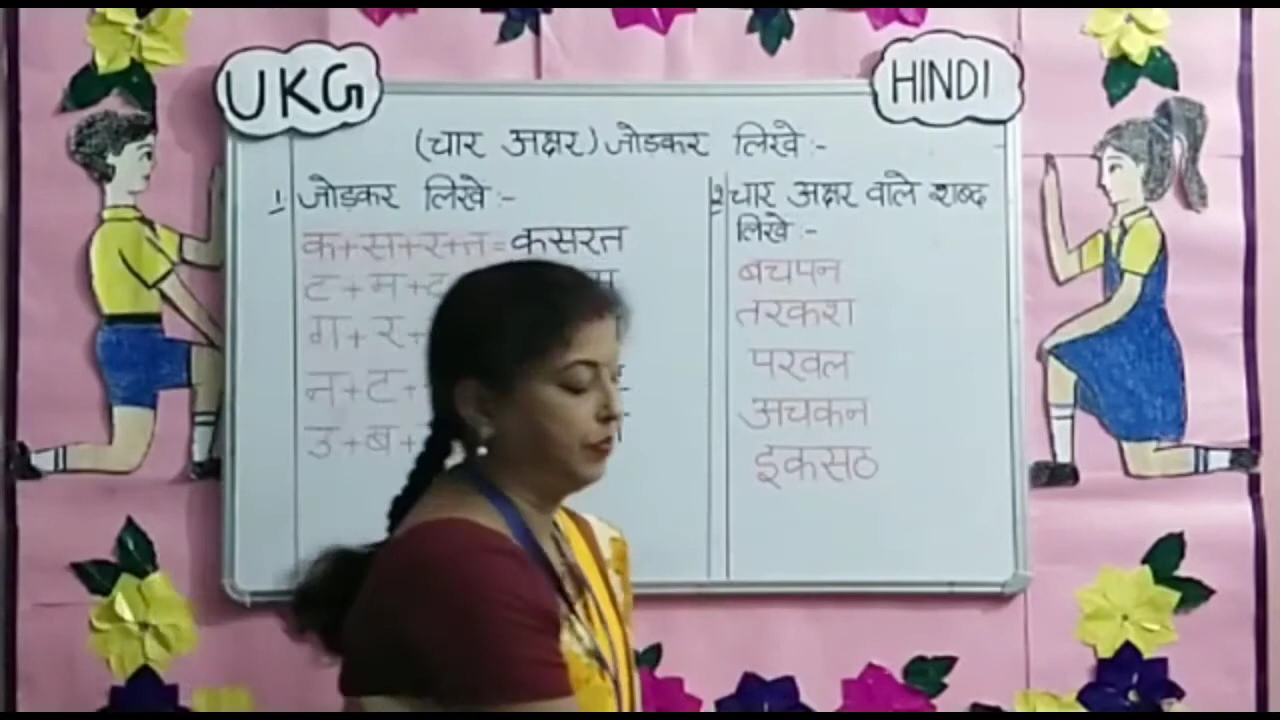 UKG
HINDI
(चार अक्षर) जोड़कर लिखे :-
1 जोड़कर लिखें :-
क+स+र+त = कसरत
ट+म+ट
ग+र+
न+ट+
उ+ब+
2 चार अक्षर वाले शब्द
लिखे :-
बचपन
तरकश
परवल
अचकन
इकसठ